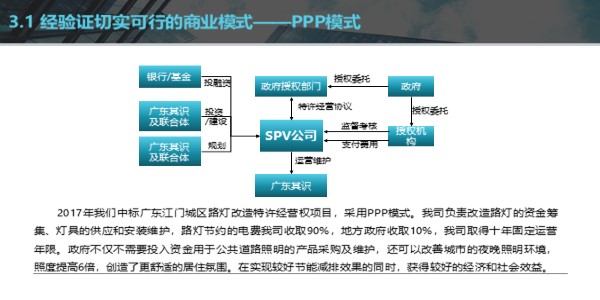 3.1 经验证切实可行的商业模式——PPP模式
银行/基金
投融资
政府授权部门
授权委托
政府
广东其识
及联合体
投资
/建设
特许经营协议
授权委托
SPV公司
监督考核
授权机
构
广东其识
及联合体
规划
支付费用
运营维护
广东其识
2017年我们中标广东江门城区路灯改造特许经营权项目，采用PPP模式。我司负责改造路灯的资金筹
集、灯具的供应和安装维护，路灯节约的电费我司收取90%，地方政府收取10%，我司取得十年固定运营
年限。政府不仅不需要投入资金用于公共道路照明的产品采购及维护，还可以改善城市的夜晚照明环境，
照度提高6倍，创造了更舒适的居住氛围。在实现较好节能减排效果的同时，获得较好的经济和社会效益。